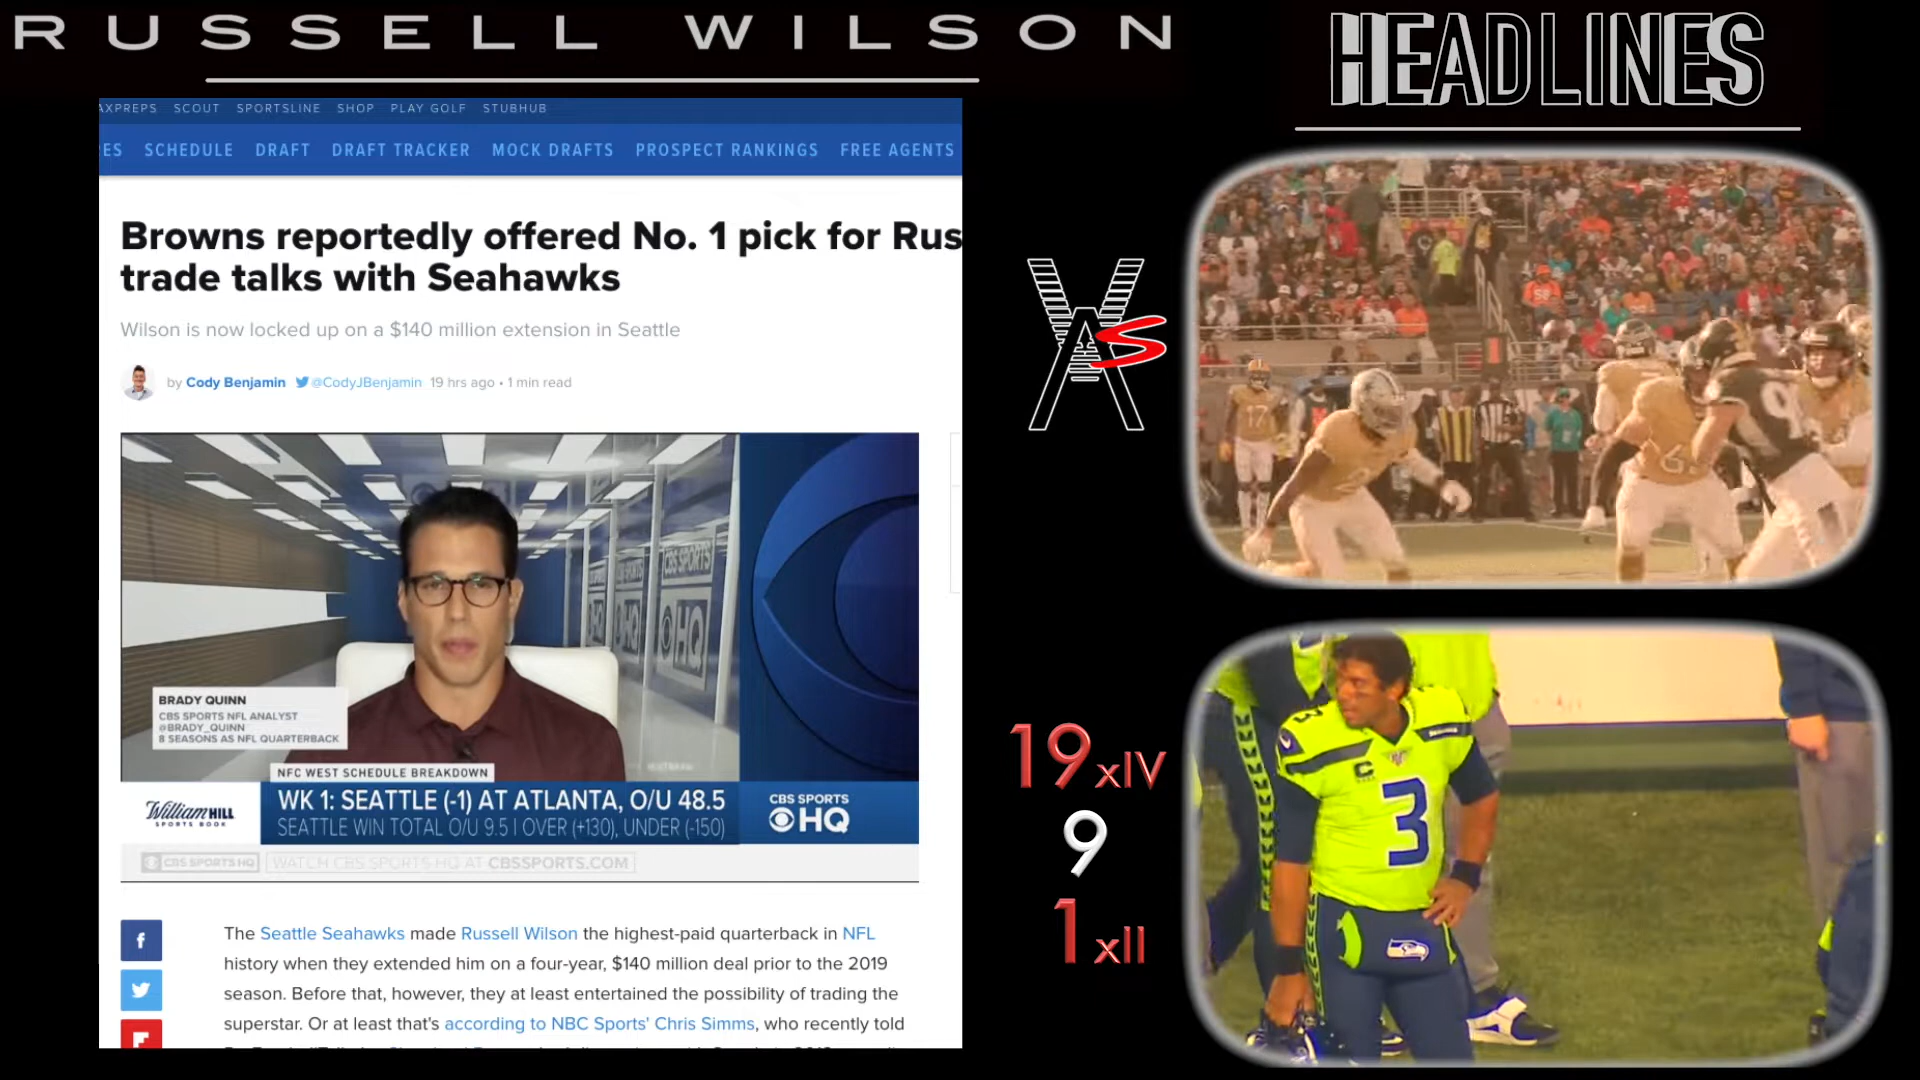 RUSSELL WILSON
HEADLINES
AXPREPS SCOUT SPORTSLINE SHOP PLAY GOLF STUBHUB
ES SCHEDULE DRAFT DRAFT TRACKER MOCK DRAFTS PROSPECT RANKINGS FREE AGENTS
Browns reportedly offered No. 1 pick for Rus
trade talks with Seahawks
Wilson is now locked up on a $140 million extension in Seattle
by Cody Benjamin @CodyJBenjamin 19 hrs ago • 1 min read
CBS SPORTS
HQ
BRADY QUINN
CBS SPORTS NFL ANALYST
@BRADY_QUINN
8 SEASONS AS NFL QUARTERBACK
NFC WEST SCHEDULE BREAKDOWN
William HILL
SPORTS BOOK
WK 1: SEATTLE (-1) AT ATLANTA, O/U 48.5
SEATTLE WIN TOTAL O/U 9.5 | OVER (+130), UNDER (-150)
CBS SPORTS
HQ
CBS SPORTS HQ WATCH CBS SPORTS HQ AT CBSSPORTS.COM
The Seattle Seahawks made Russell Wilson the highest-paid quarterback in NFL
history when they extended him on a four-year, $140 million deal prior to the 2019
season. Before that, however, they at least entertained the possibility of trading the
superstar. Or at least that's according to NBC Sports' Chris Simms, who recently told
19xIV
9
1xII
17
3
C
3